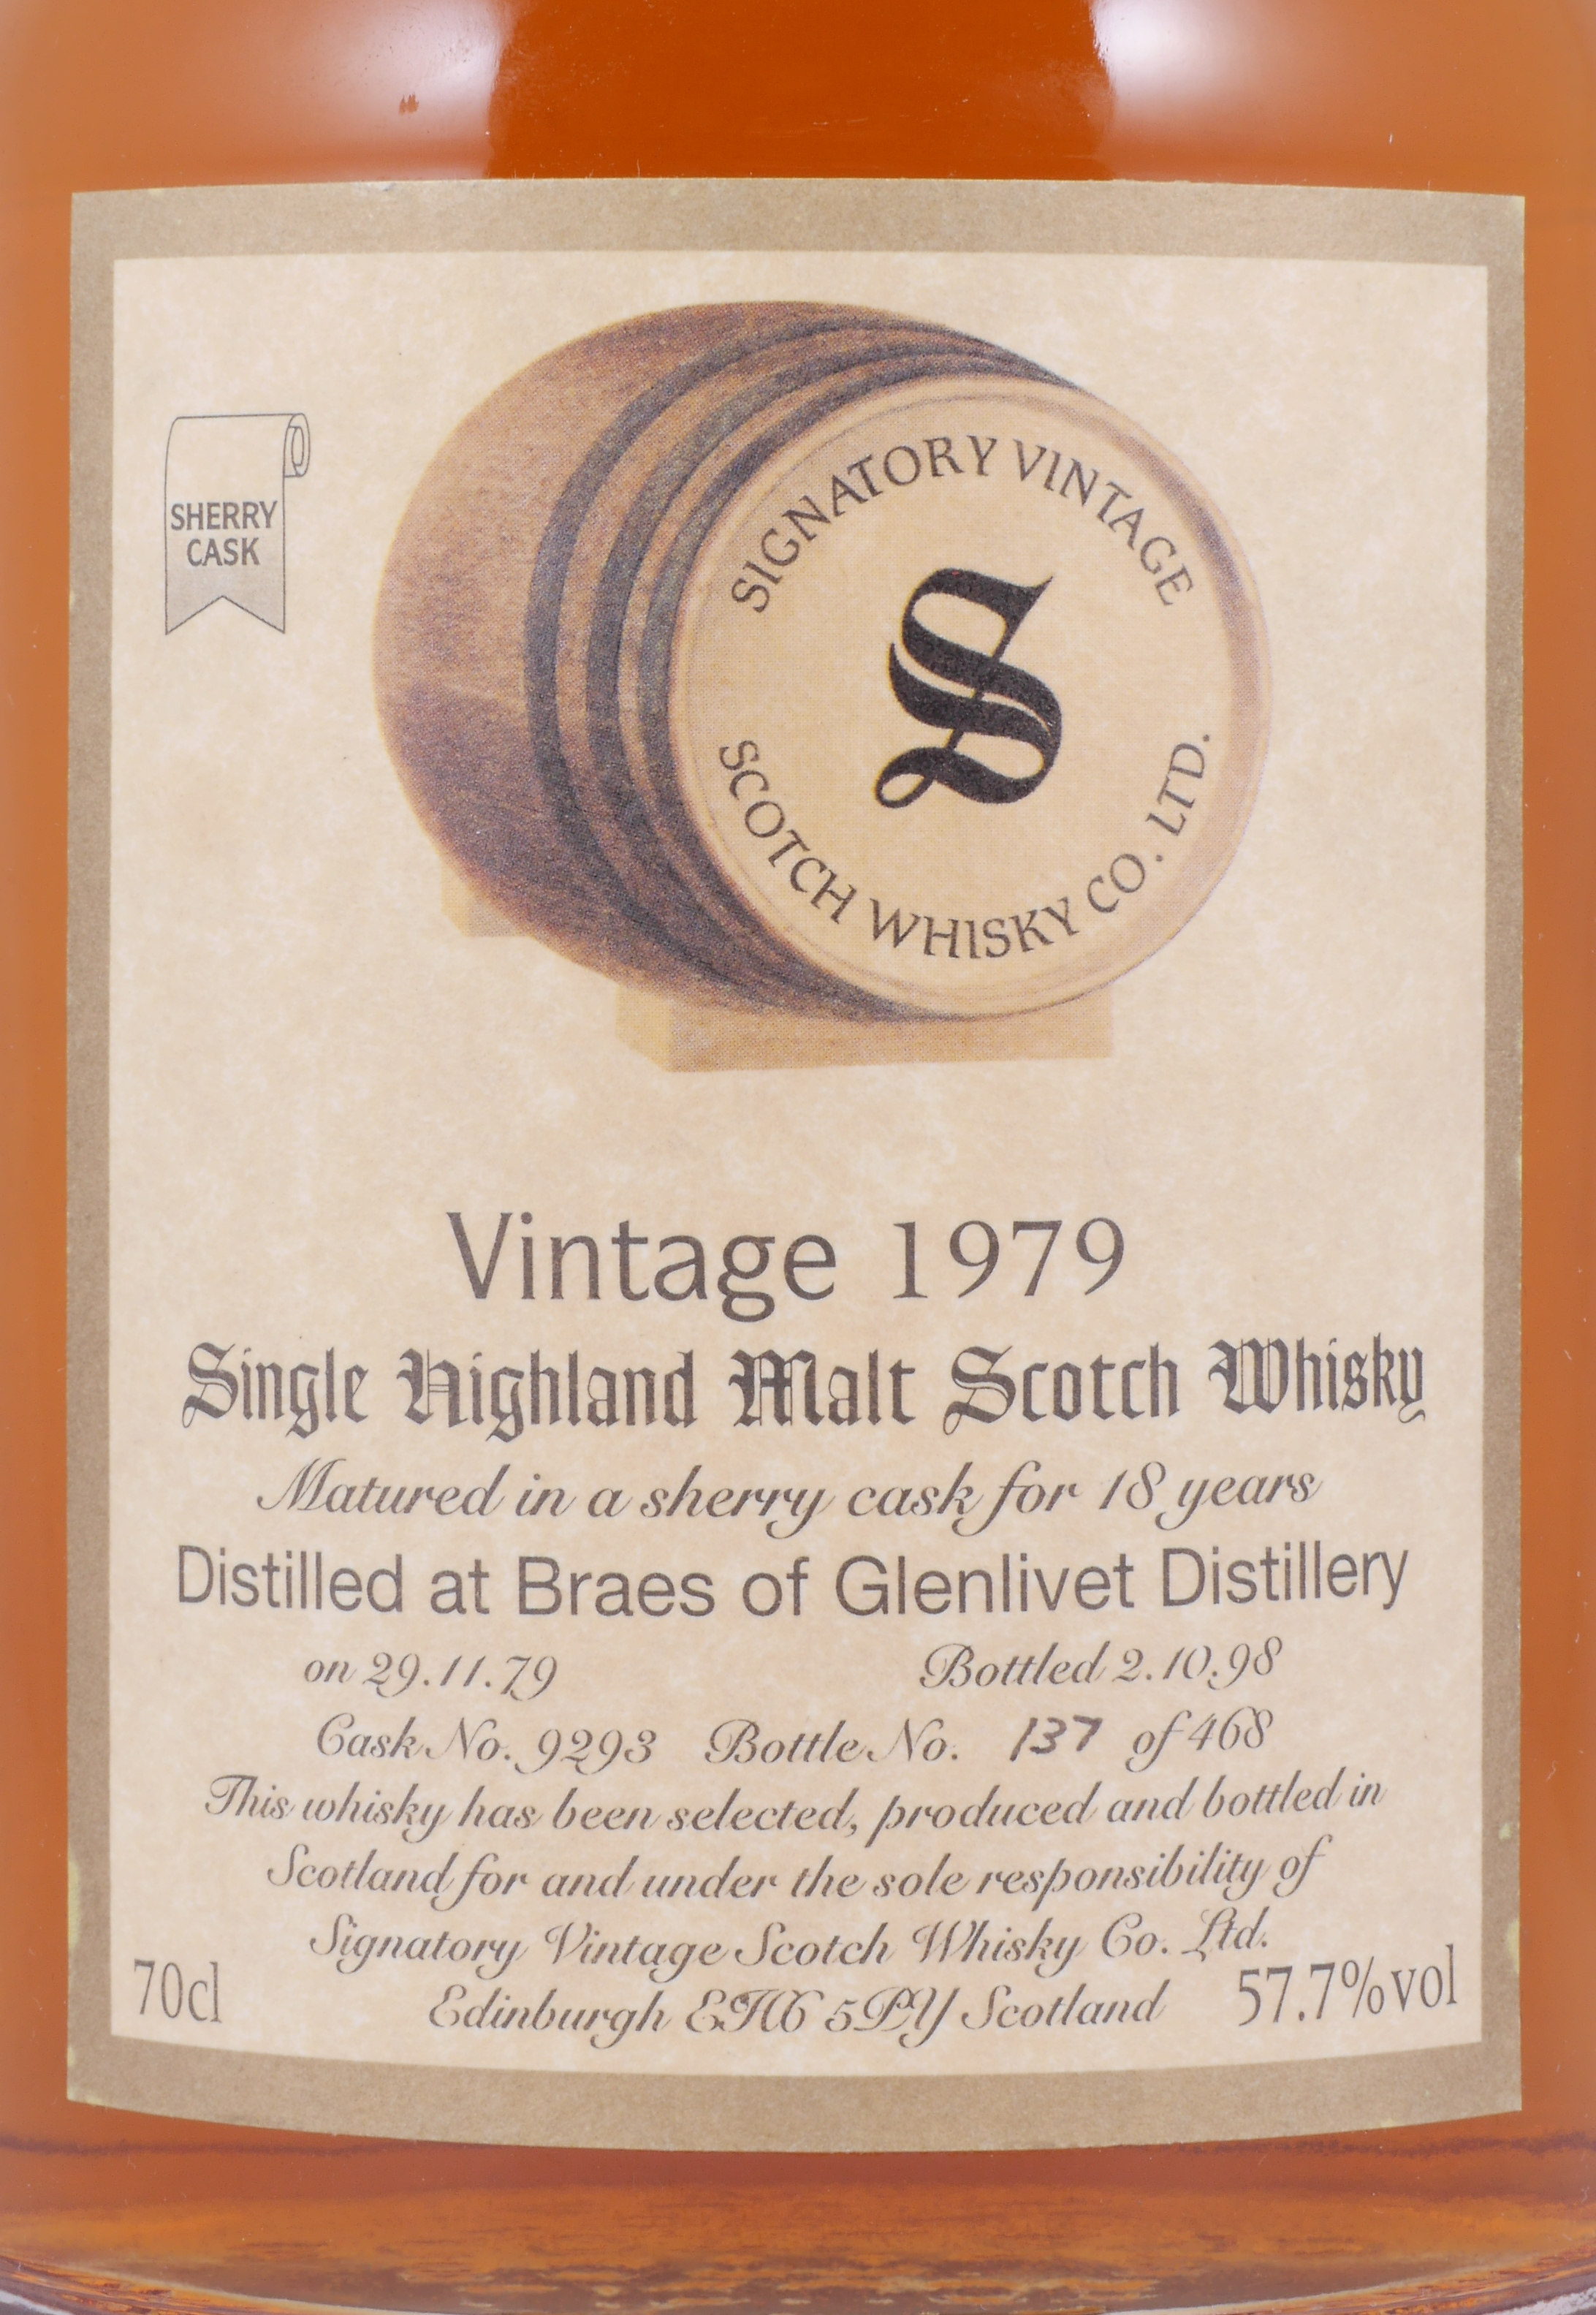 SIGNATORY VINTAGE
S
SCOTCH WHISKY CO. LTD.
SHERRY
CASK
Vintage 1979
Single Highland Malt Scotch Whisky
Matured in a sherry cask for 18 years
Distilled at Braes of Glenlivet Distillery
on 29.11.79 Bottled 2.10.98
Cask No. 9293 Bottle No. 137 of 468
This whisky has been selected, produced and bottled in
Scotland for and under the sole responsibility of
Signatory Vintage Scotch Whisky Co. Ltd.
Edinburgh EH6 5PY Scotland
70cl
57.7%vol